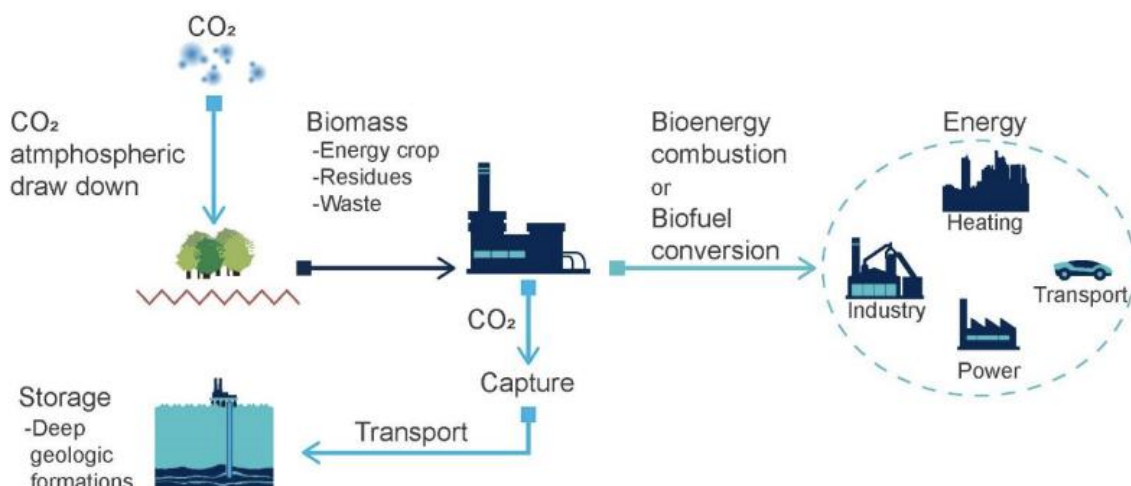 CO₂
CO₂
atmphospheric
draw down
Biomass
-Energy crop
-Residues
-Waste
Bioenergy
combustion
or
Biofuel
conversion
Energy
Heating
Industry
Transport
Power
CO₂
Capture
Transport
Storage
-Deep
geologic
formations